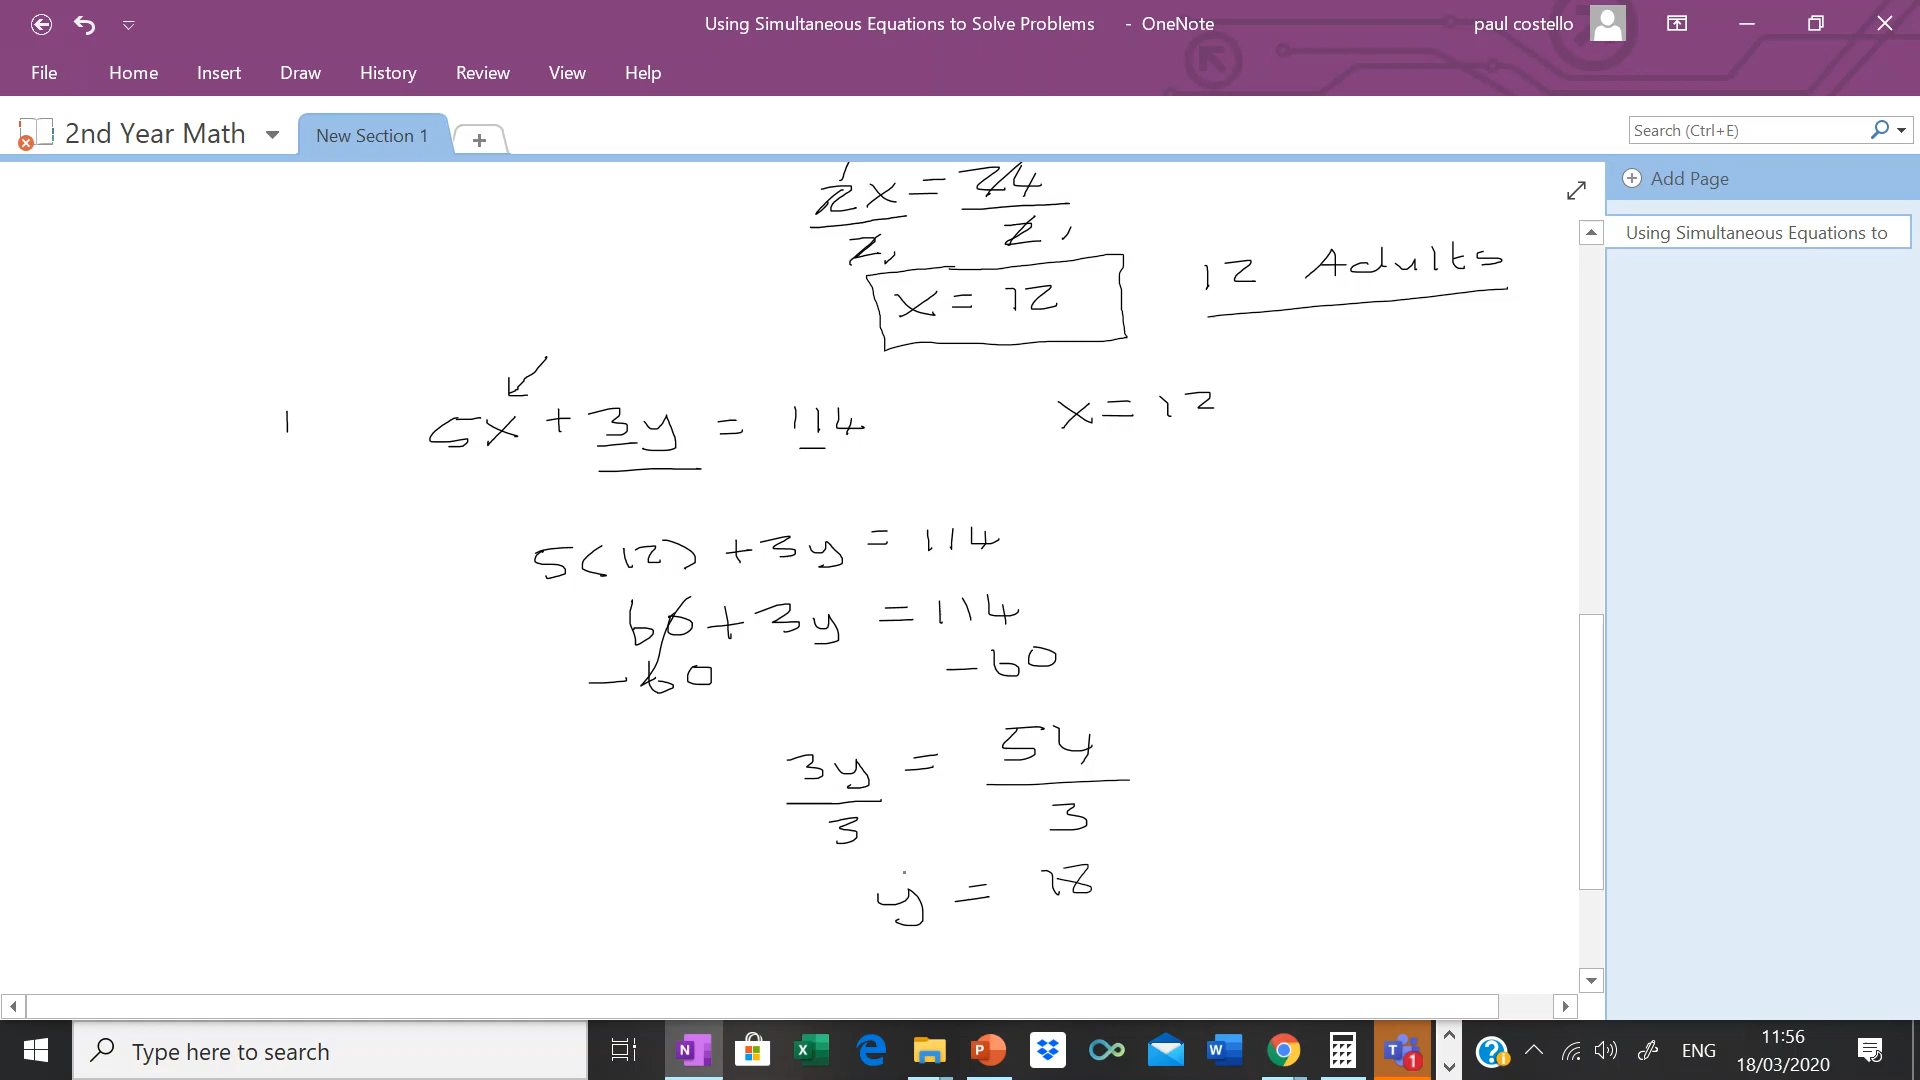 Using Simultaneous Equations to Solve Problems - OneNote
paul costello
File Home Insert Draw History Review View Help
2nd Year Math
New Section 1
Search (Ctrl+E)
Add Page
Using Simultaneous Equations to
2x = 24
2 2
x = 12
12 Adults
1 5x + 3y = 114 x = 12
5(12) + 3y = 114
60 + 3y = 114
-60 -60
3y = 54
3 3
y = 18
Type here to search
ENG
11:56
18/03/2020
1